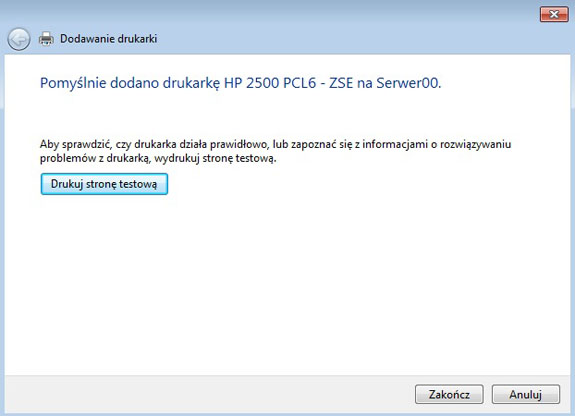 Dodawanie drukarki
Pomyślnie dodano drukarkę HP 2500 PCL6 - ZSE na Serwer00.
Aby sprawdzić, czy drukarka działa prawidłowo, lub zapoznać się z informacjami o rozwiązywaniu
problemów z drukarką, wydrukuj stronę testową.
Drukuj stronę testową
Zakończ
Anuluj